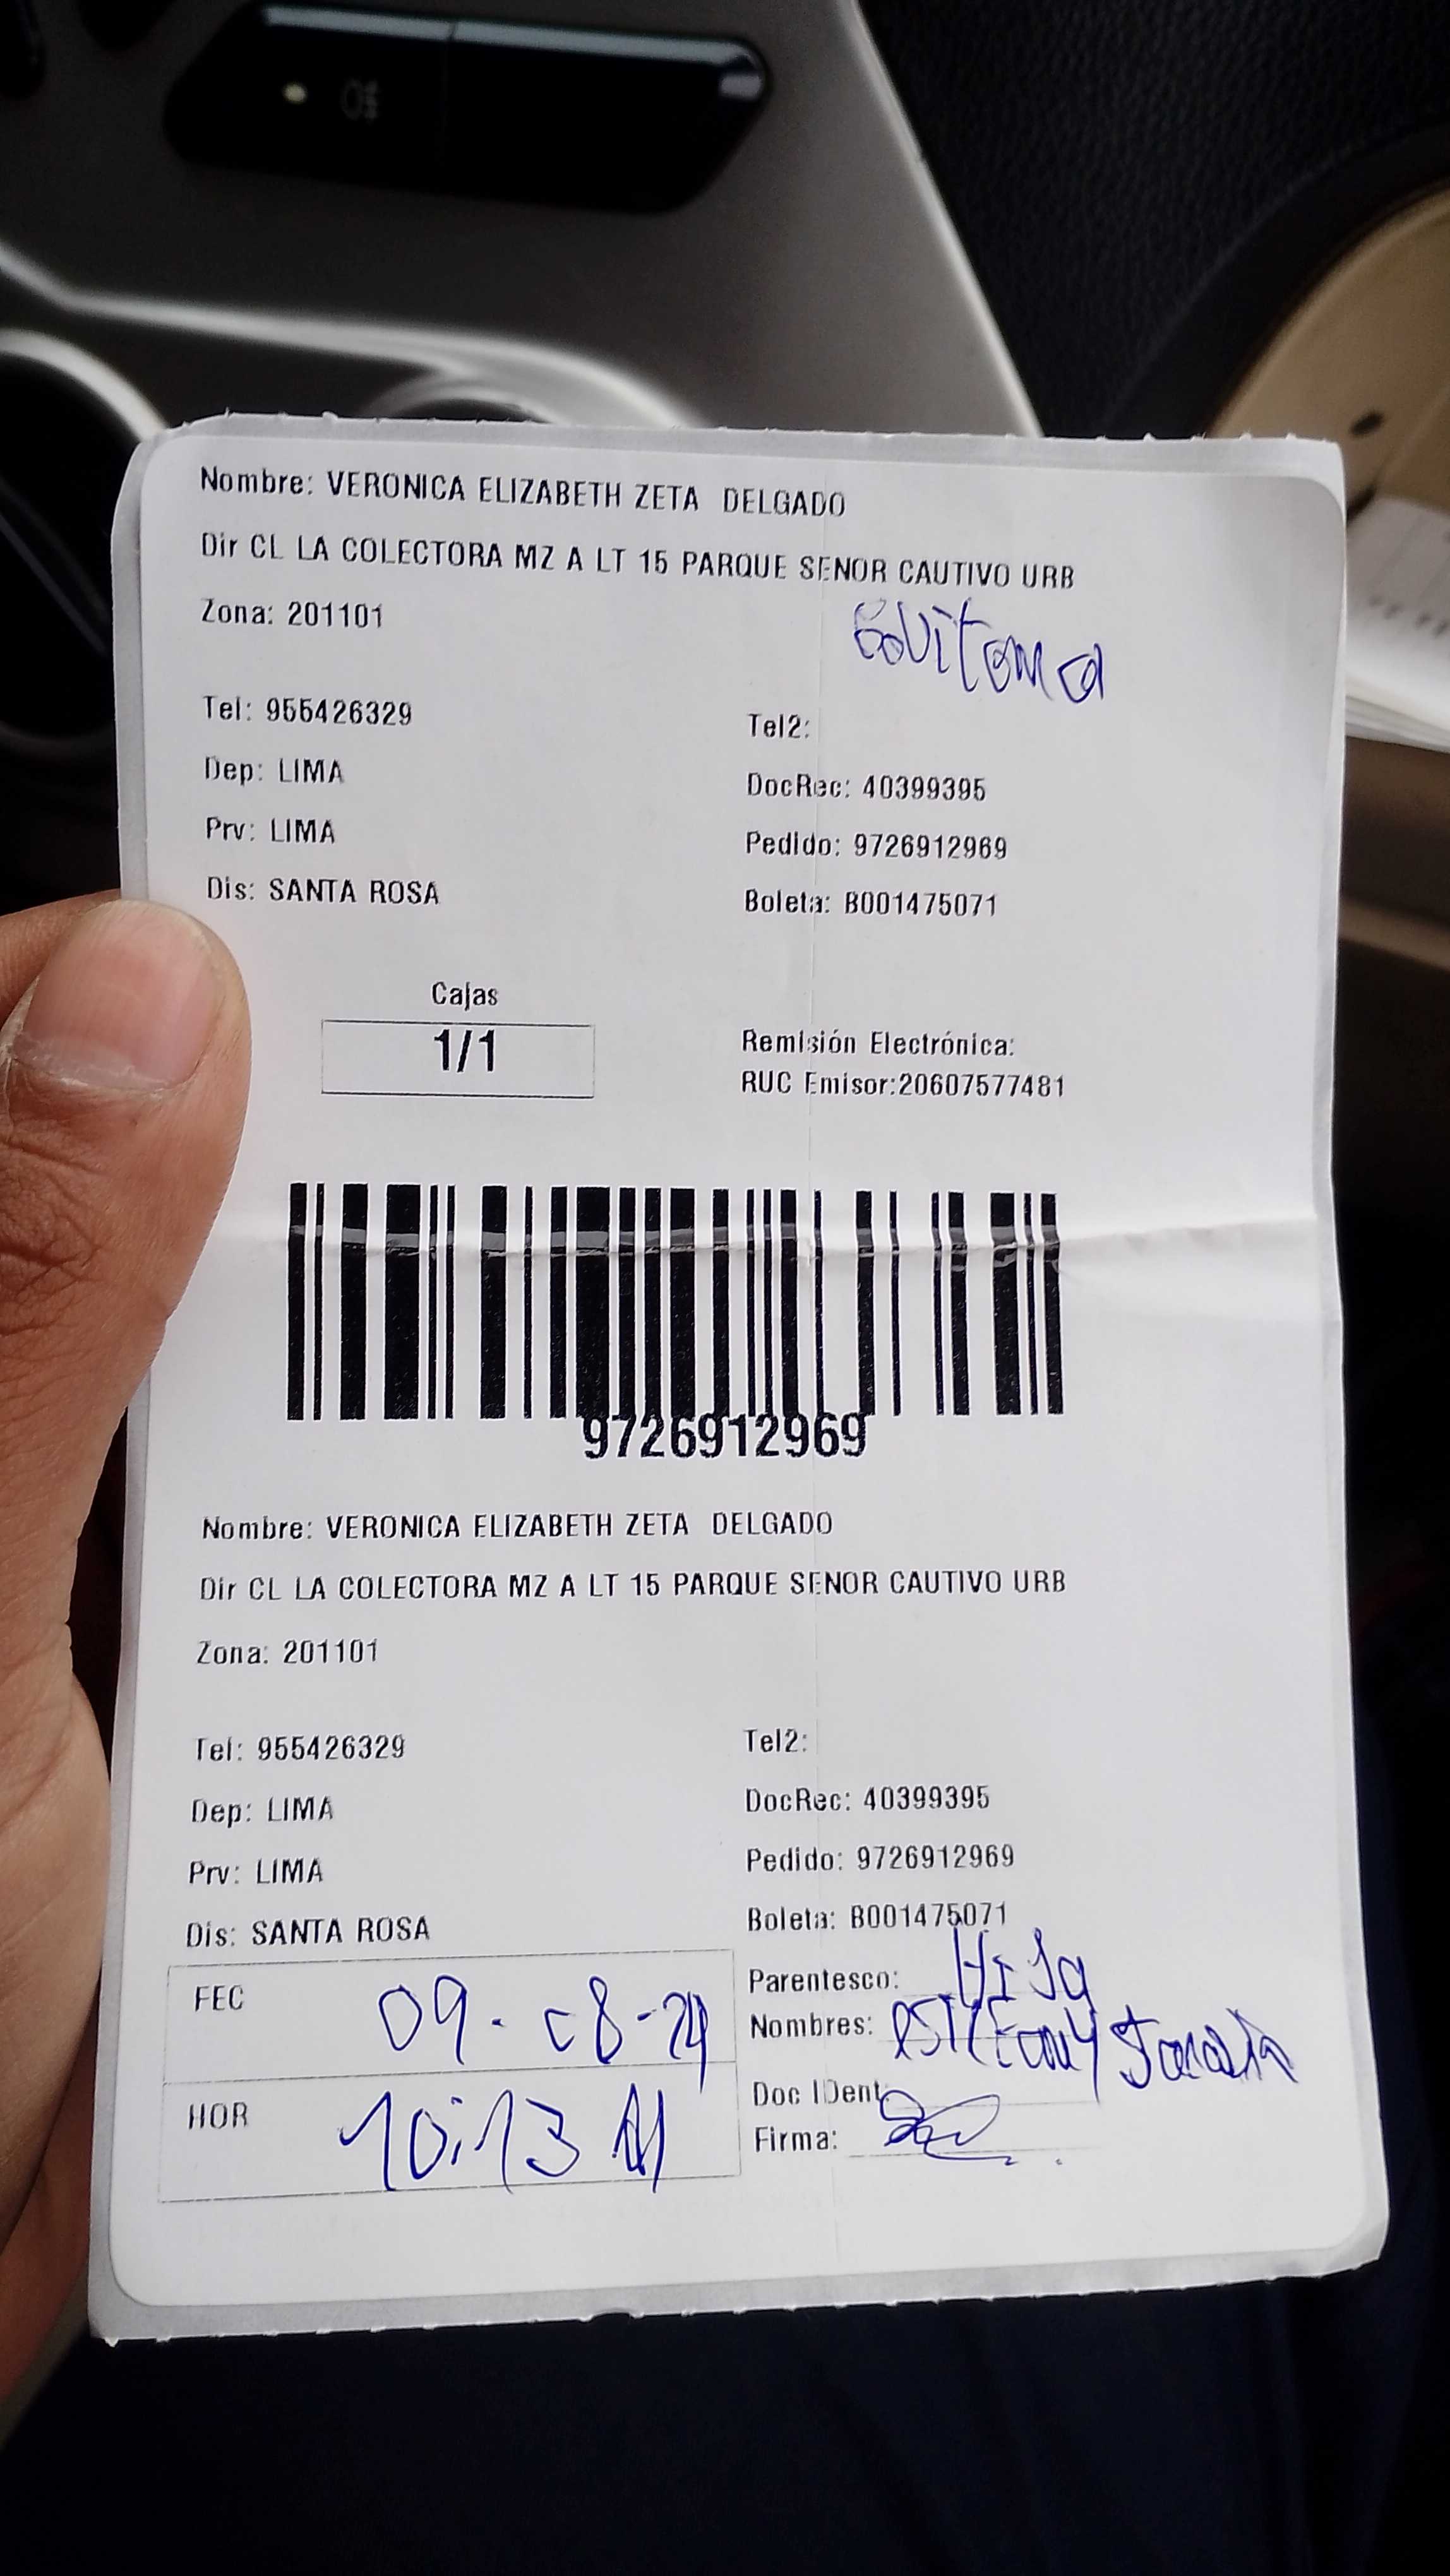 Nombre: VERONICA ELIZABETH ZETA DELGADO
Dir CL LA COLECTORA MZ A LT 15 PARQUE SENOR CAUTIVO URB
Zona: 201101
Tel: 955426329
Tel2:
Dep: LIMA
DocRec: 40399395
Prv: LIMA
Pedido: 9726912969
Dis: SANTA ROSA
Boleta: B001475071
Cajas
1/1
Remisión Electrónica:
RUC Emisor:20607577481
9726912969
Nombre: VERONICA ELIZABETH ZETA DELGADO
Dir CL LA COLECTORA MZ A LT 15 PARQUE SENOR CAUTIVO URB
Zona: 201101
Tel: 955426329
Tel2:
Dep: LIMA
DocRec: 40399395
Prv: LIMA
Pedido: 9726912969
Dis: SANTA ROSA
Boleta: B001475071
FEC 09-08-24
Parentesco: HIJa
Nombres:
HOR 10:13
Doc IDent
Firma: